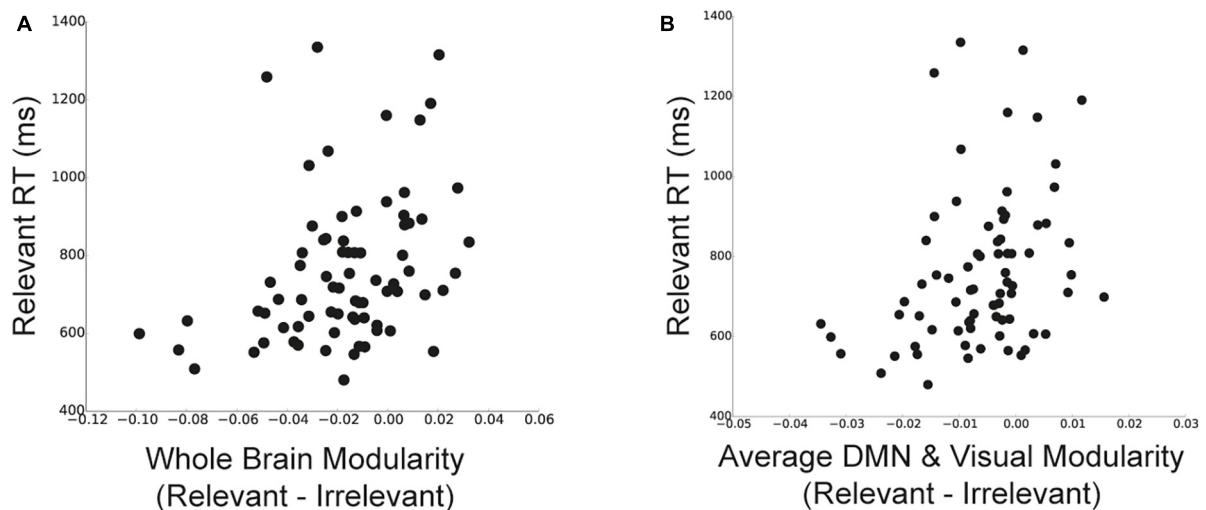 A
1400
1200
1000
800
600
400
Relevant RT (ms)
−0.12 −0.10 −0.08 −0.06 −0.04 −0.02 0.00 0.02 0.04 0.06
Whole Brain Modularity
(Relevant - Irrelevant)
B
1400
1200
1000
800
600
400
Relevant RT (ms)
−0.05 −0.04 −0.03 −0.02 −0.01 0.00 0.01 0.02 0.03
Average DMN & Visual Modularity
(Relevant - Irrelevant)